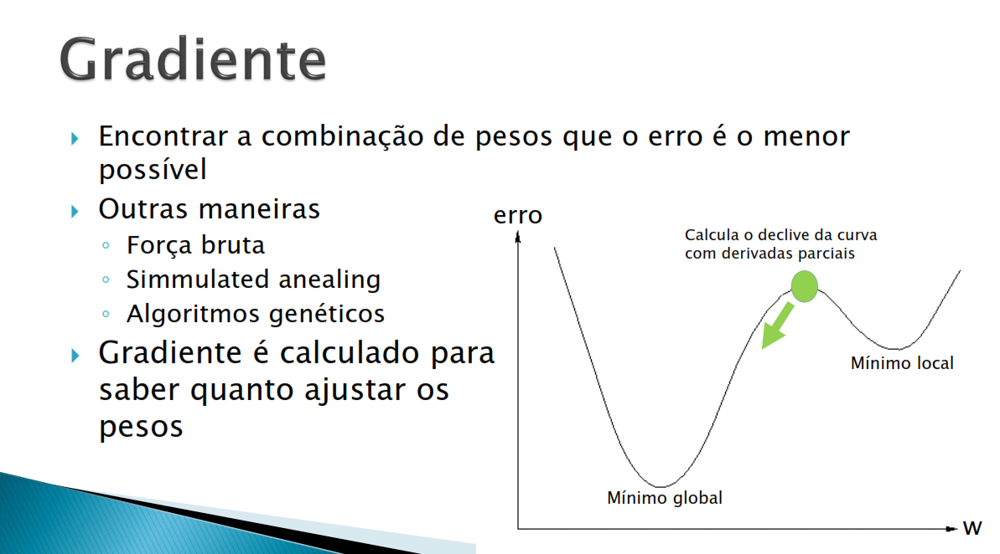 Gradiente
Encontrar a combinação de pesos que o erro é o menor
possível
Outras maneiras
Força bruta
Simmulated anealing
Algoritmos genéticos
Gradiente é calculado para
saber quanto ajustar os
pesos
erro
Calcula o declive da curva
com derivadas parciais
Mínimo local
Mínimo global
w